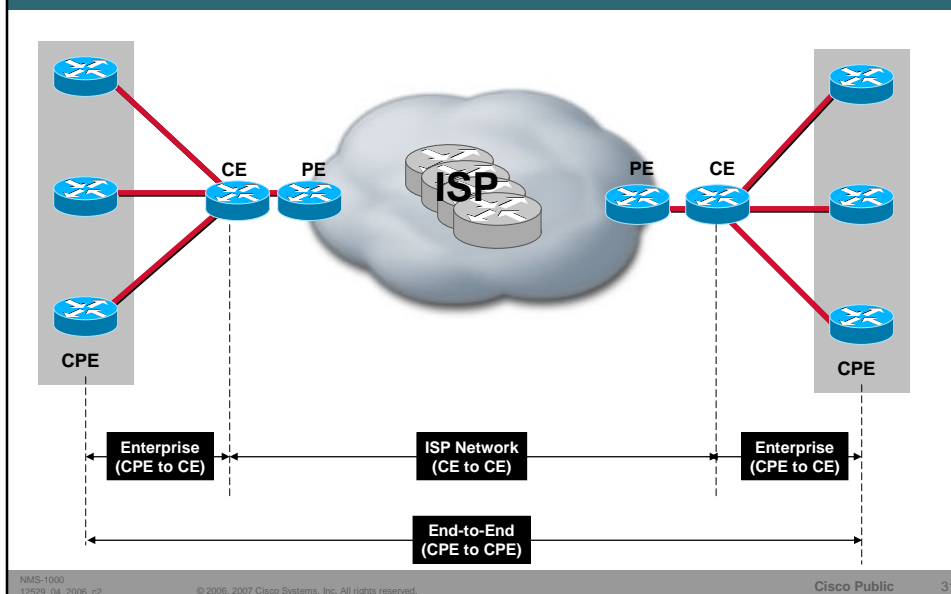 CE
PE
ISP
PE
CE
CPE
CPE
Enterprise
(CPE to CE)
ISP Network
(CE to CE)
Enterprise
(CPE to CE)
End-to-End
(CPE to CPE)
NMS-1000
12529_04_2006_c2
© 2006, 2007 Cisco Systems, Inc. All rights reserved.
Cisco Public
31